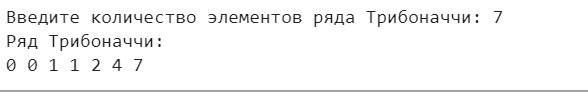 Введите количество элементов ряда Трибоначчи: 7
Ряд Трибоначчи:
0 0 1 1 2 4 7